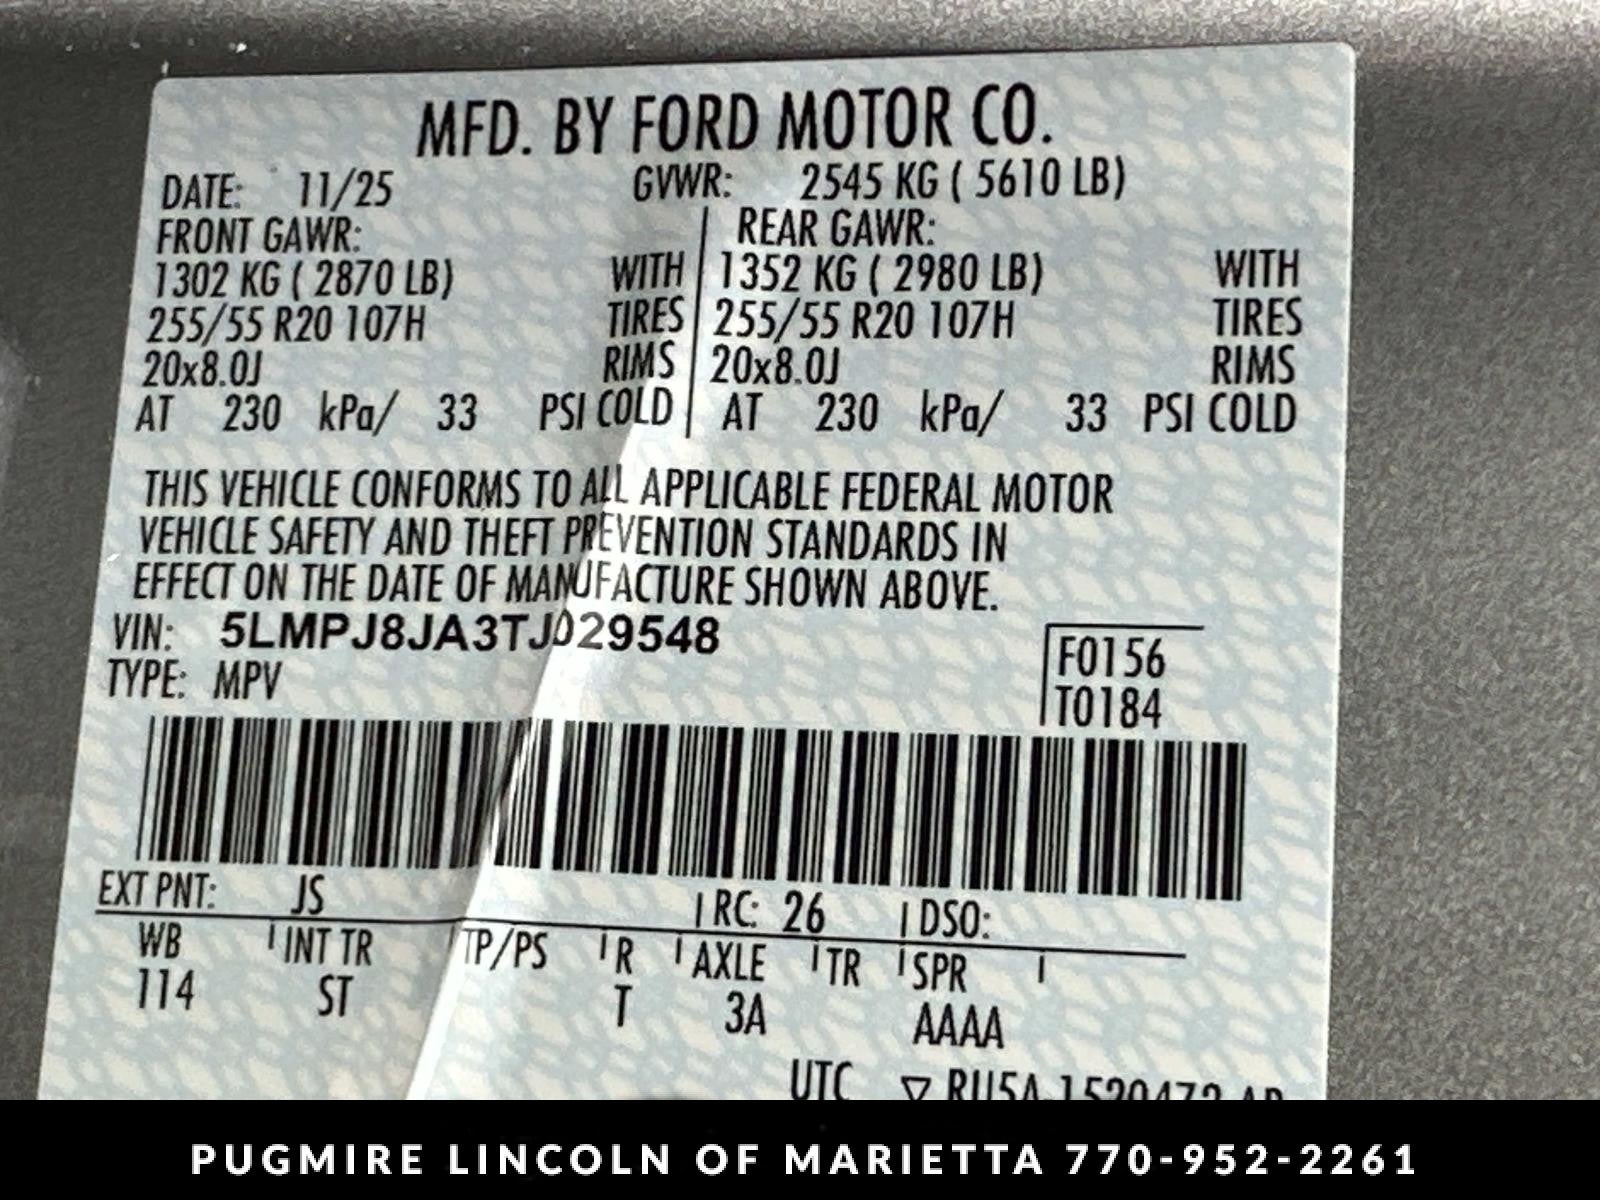 MFD. BY FORD MOTOR CO.
DATE: 11/25 GVWR: 2545 KG ( 5610 LB)
FRONT GAWR: REAR GAWR:
1302 KG ( 2870 LB) WITH 1352 KG ( 2980 LB) WITH
255/55 R20 107H TIRES 255/55 R20 107H TIRES
20x8.0J RIMS 20x8.0J RIMS
AT 230 kPa/ 33 PSI COLD AT 230 kPa/ 33 PSI COLD
THIS VEHICLE CONFORMS TO ALL APPLICABLE FEDERAL MOTOR
VEHICLE SAFETY AND THEFT PREVENTION STANDARDS IN
EFFECT ON THE DATE OF MANUFACTURE SHOWN ABOVE.
VIN: 5LMPJ8JA3TJ029548
F0156
TYPE: MPV
T0184
EXT PNT: JS RC: 26 DSO:
WB INT TR TP/PS R AXLE TR SPR
114 ST T 3A AAAA
UTC
PUGMIRE LINCOLN OF MARIETTA 770-952-2261